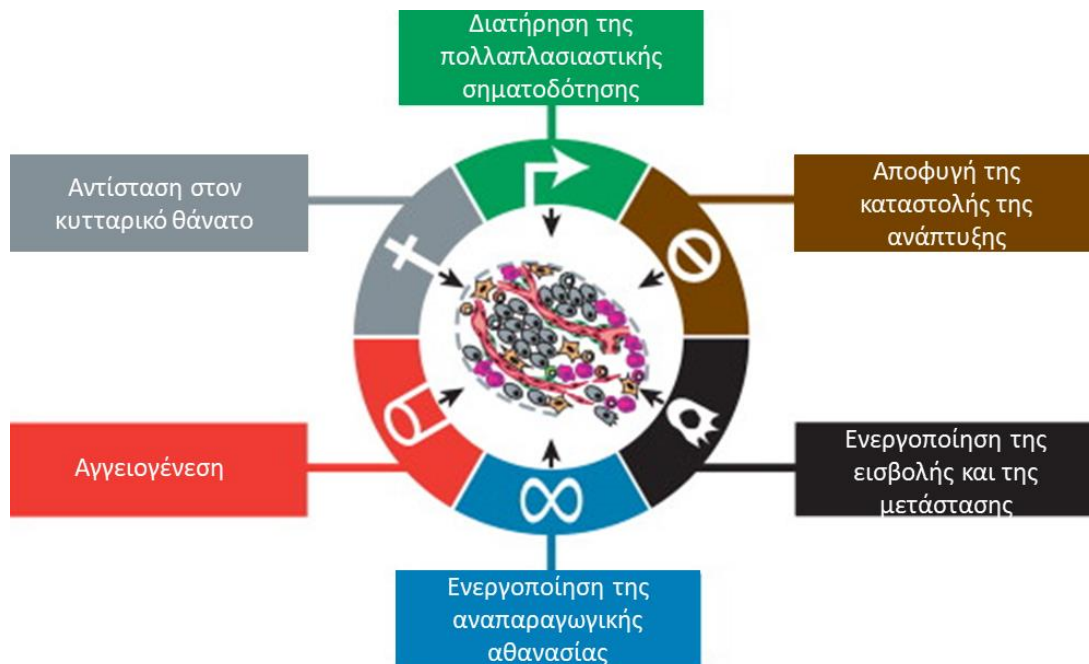 Διατήρηση της
πολλαπλασιαστικής
σηματοδότησης
Αντίσταση στον
κυτταρικό θάνατο
Αποφυγή της
καταστολής της
ανάπτυξης
Αγγειογένεση
Ενεργοποίηση της
εισβολής και της
μετάστασης
Ενεργοποίηση της
αναπαραγωγικής
αθανασίας